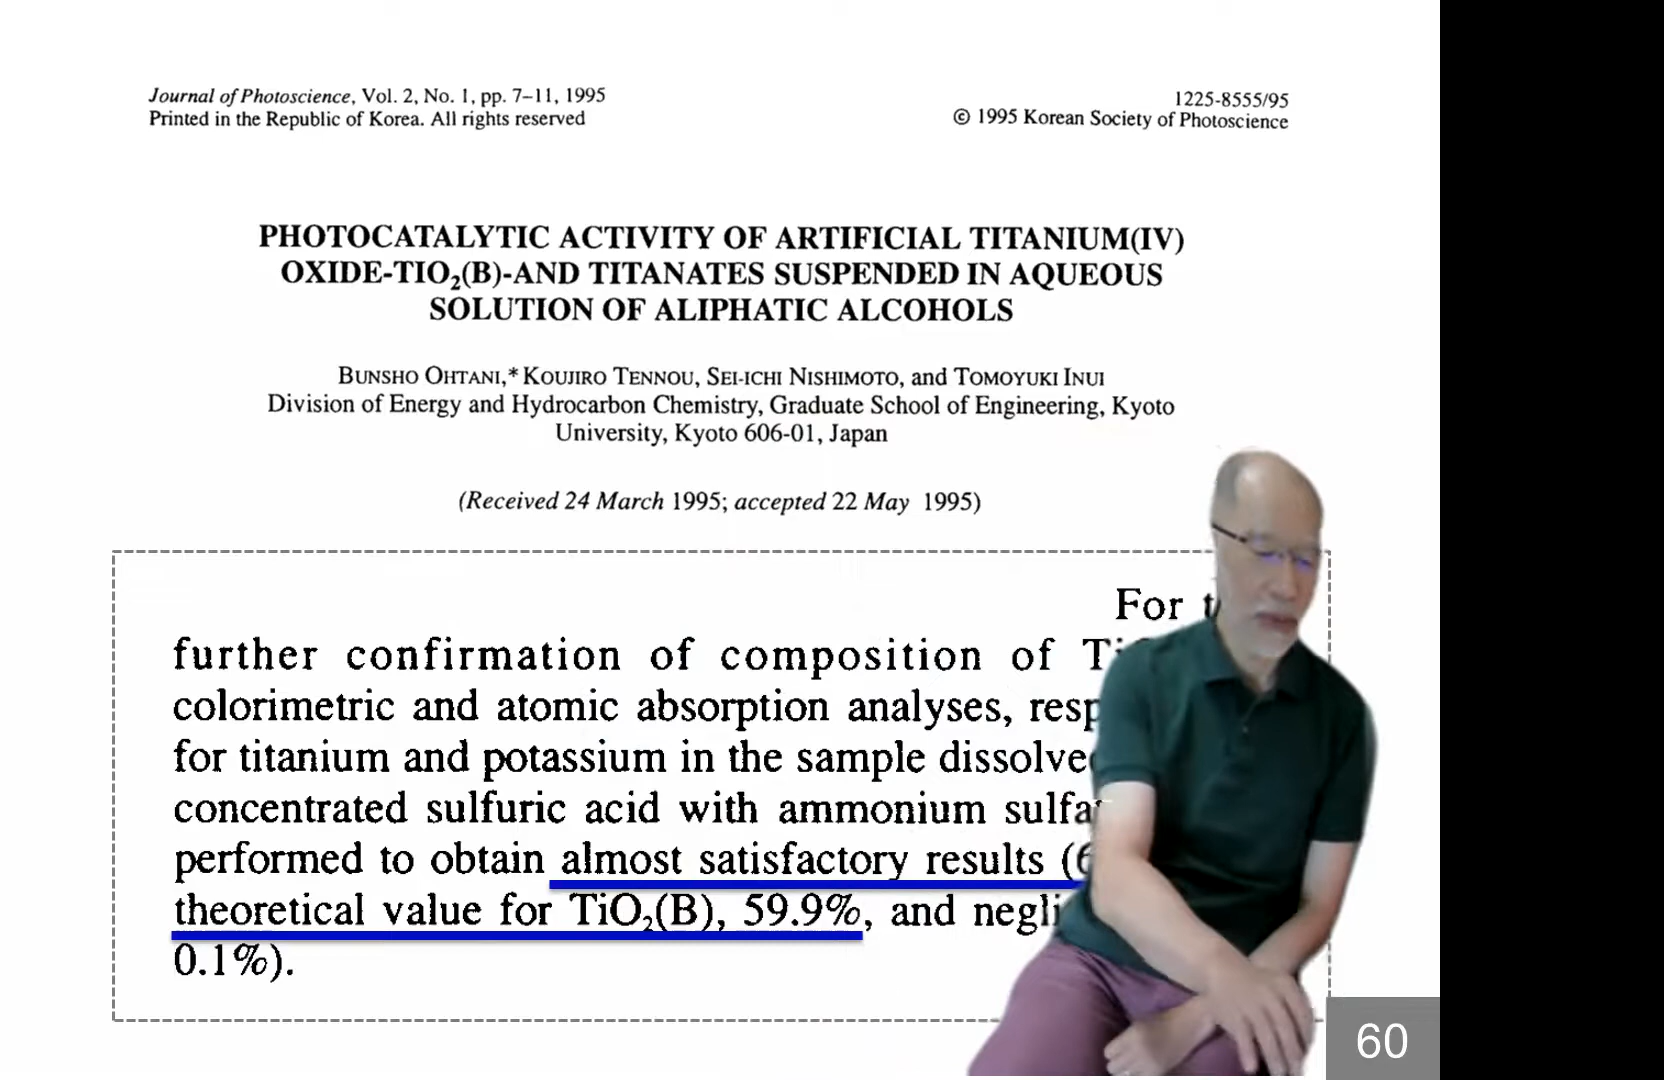 Journal of Photoscience, Vol. 2, No. 1, pp. 7–11, 1995
Printed in the Republic of Korea. All rights reserved
1225-8555/95
© 1995 Korean Society of Photoscience
PHOTOCATALYTIC ACTIVITY OF ARTIFICIAL TITANIUM(IV)
OXIDE-TIO₂(B)-AND TITANATES SUSPENDED IN AQUEOUS
SOLUTION OF ALIPHATIC ALCOHOLS
BUNSHO OHTANI,* KOUJIRO TENNOU, SEI-ICHI NISHIMOTO, and TOMOYUKI INUI
Division of Energy and Hydrocarbon Chemistry, Graduate School of Engineering, Kyoto
University, Kyoto 606-01, Japan
(Received 24 March 1995; accepted 22 May 1995)
For
further confirmation of composition of
colorimetric and atomic absorption analyses,
for titanium and potassium in the sample
concentrated sulfuric acid with ammonium
performed to obtain almost satisfactory results
theoretical value for TiO₂(B), 59.9%, and
0.1%).
60